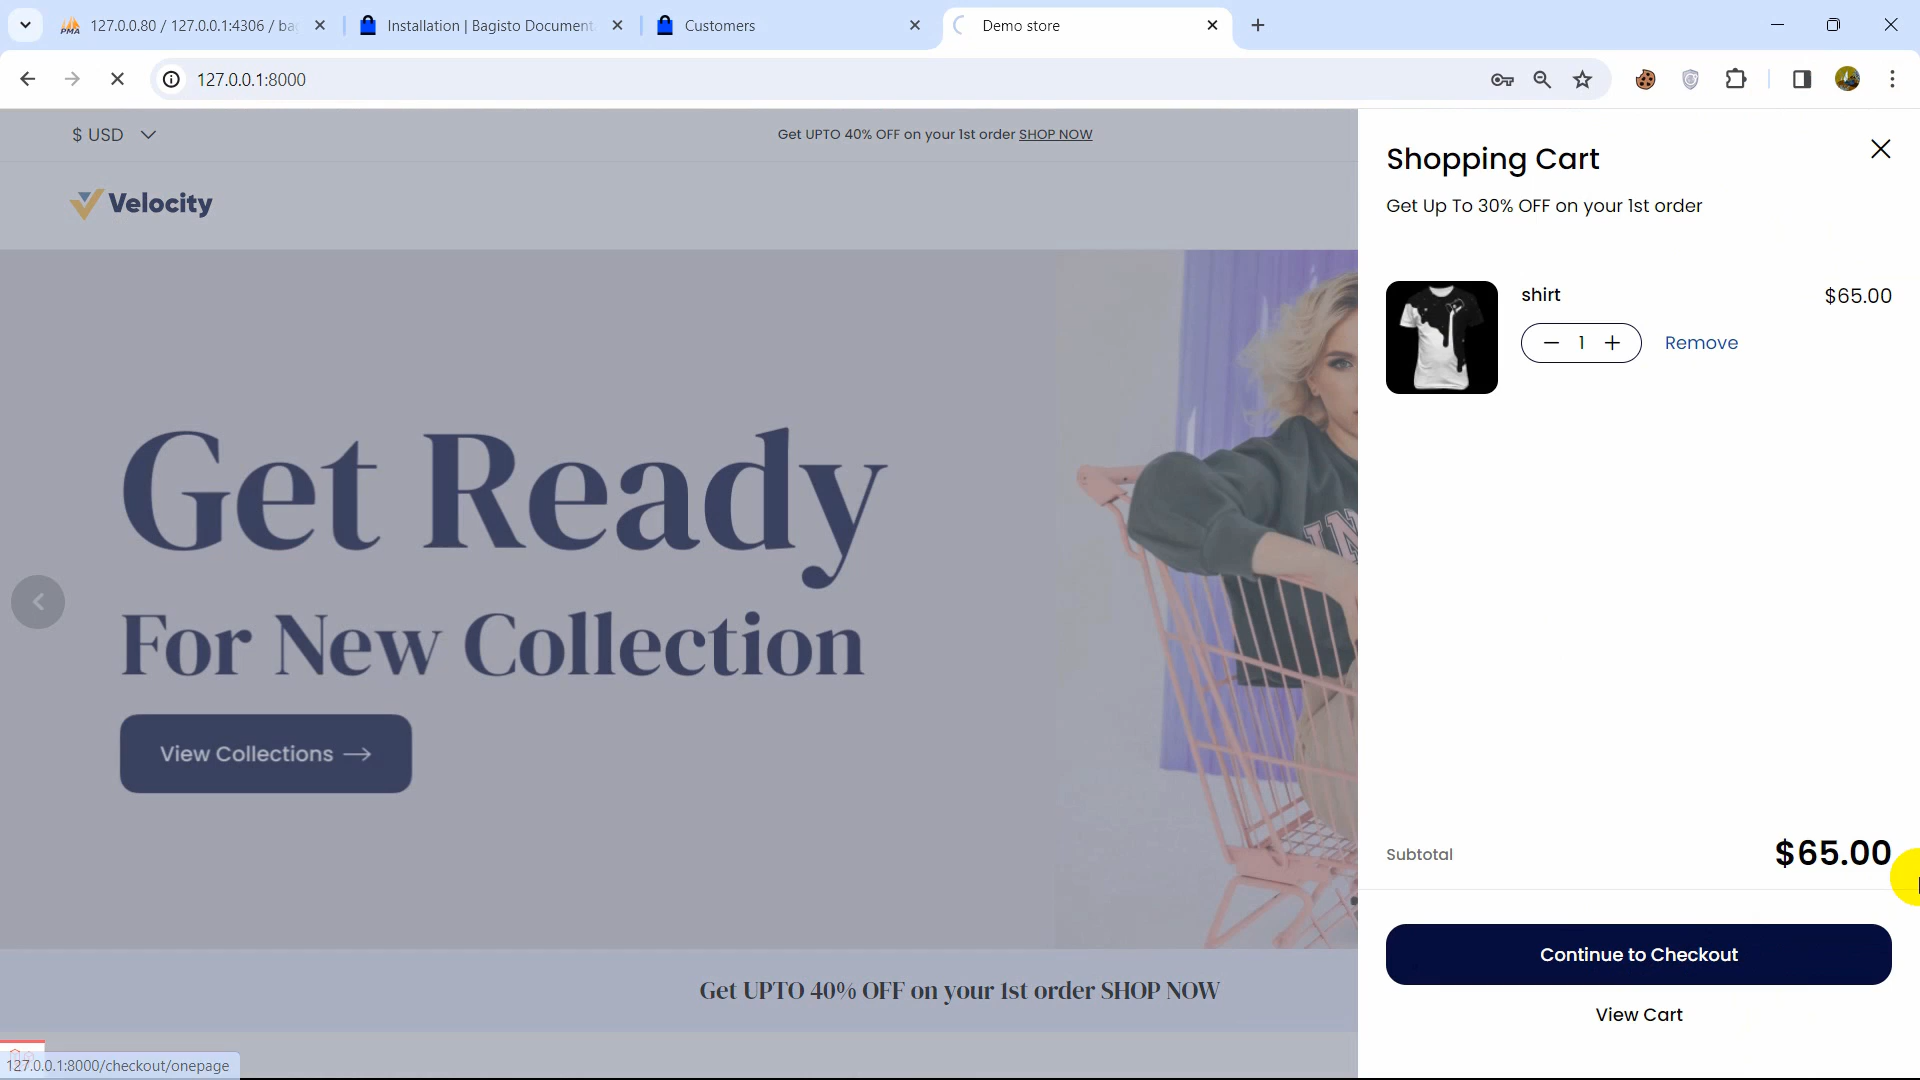 127.0.0.80 / 127.0.0.1:4306 / ba
Installation | Bagisto Document
Customers
Demo store
127.0.0.1:8000
$ USD
Get UPTO 40% OFF on your 1st order SHOP NOW
Velocity
Get Ready
For New Collection
View Collections
Get UPTO 40% OFF on your 1st order SHOP NOW
127.0.0.1:8000/checkout/onepage
Shopping Cart
Get Up To 30% OFF on your 1st order
shirt
$65.00
1
Remove
Subtotal
$65.00
Continue to Checkout
View Cart